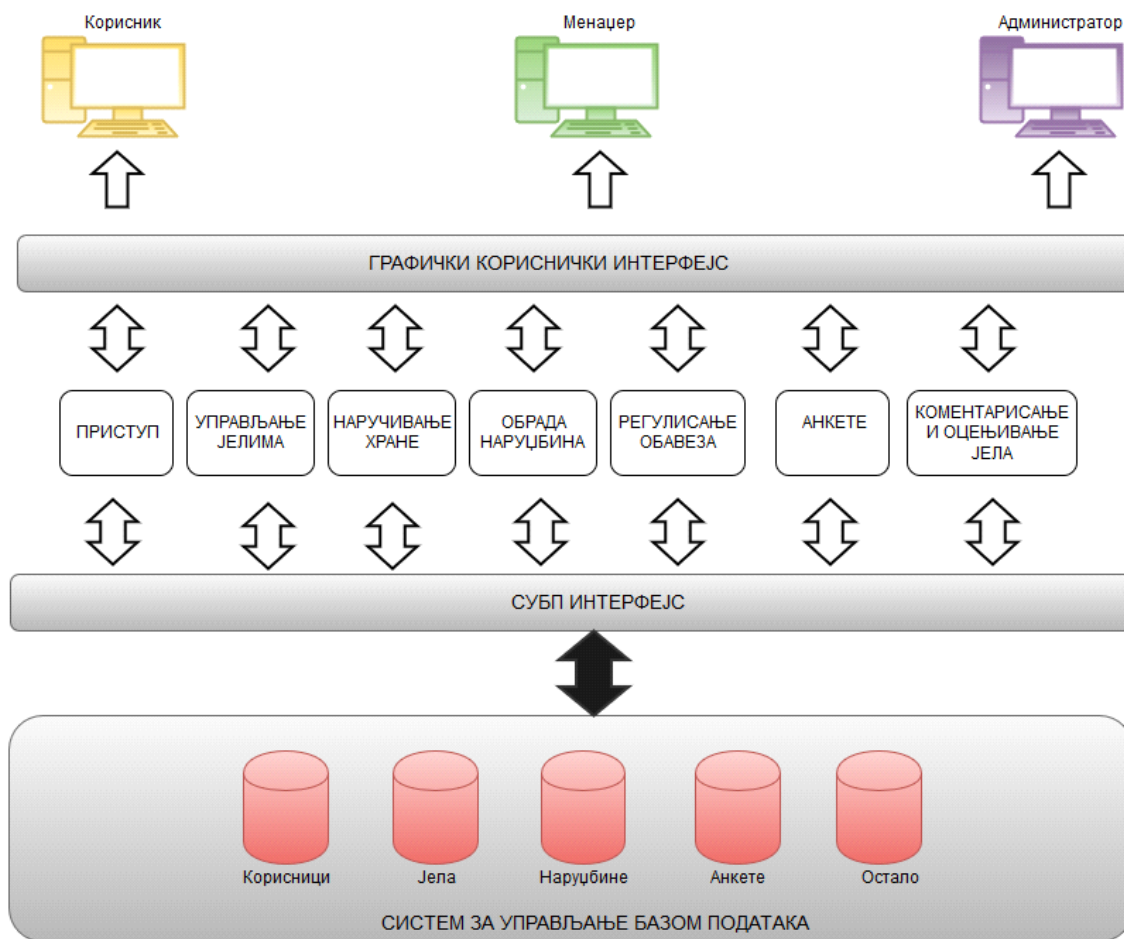 Корисник
Менаџер
Администратор
ГРАФИЧКИ КОРИСНИЧКИ ИНТЕРФЕЈС
ПРИСТУП
УПРАВЉАЊЕ
ЈЕЛИМА
НАРУЧИВАЊЕ
ХРАНЕ
ОБРАДА
НАРУЏБИНА
РЕГУЛИСАЊЕ
ОБАВЕЗА
АНКЕТЕ
КОМЕНТАРИСАЊЕ
И ОЦЕЊИВАЊЕ
ЈЕЛА
СУБП ИНТЕРФЕЈС
Корисници
Јела
Наруџбине
Анкете
Остало
СИСТЕМ ЗА УПРАВЉАЊЕ БАЗОМ ПОДАТАКА